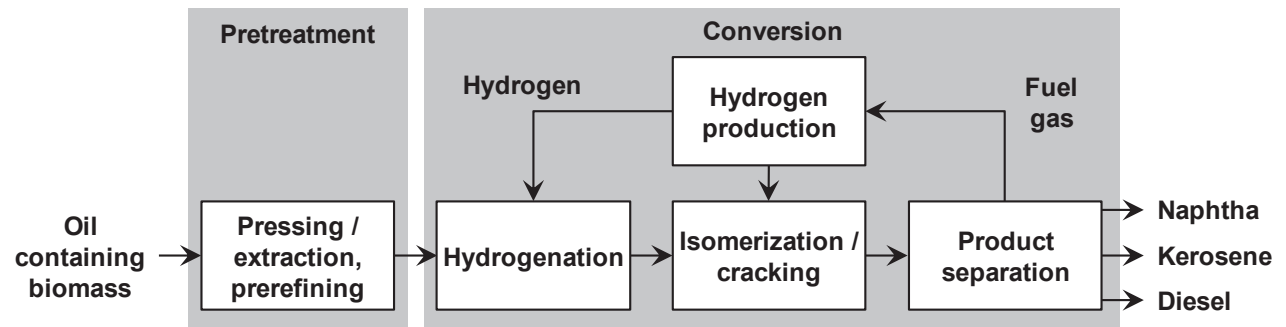 Pretreatment
Conversion
Hydrogen
Hydrogen
production
Fuel
gas
Oil
containing
biomass
Pressing /
extraction,
prerefining
Hydrogenation
Isomerization /
cracking
Product
separation
Naphtha
Kerosene
Diesel